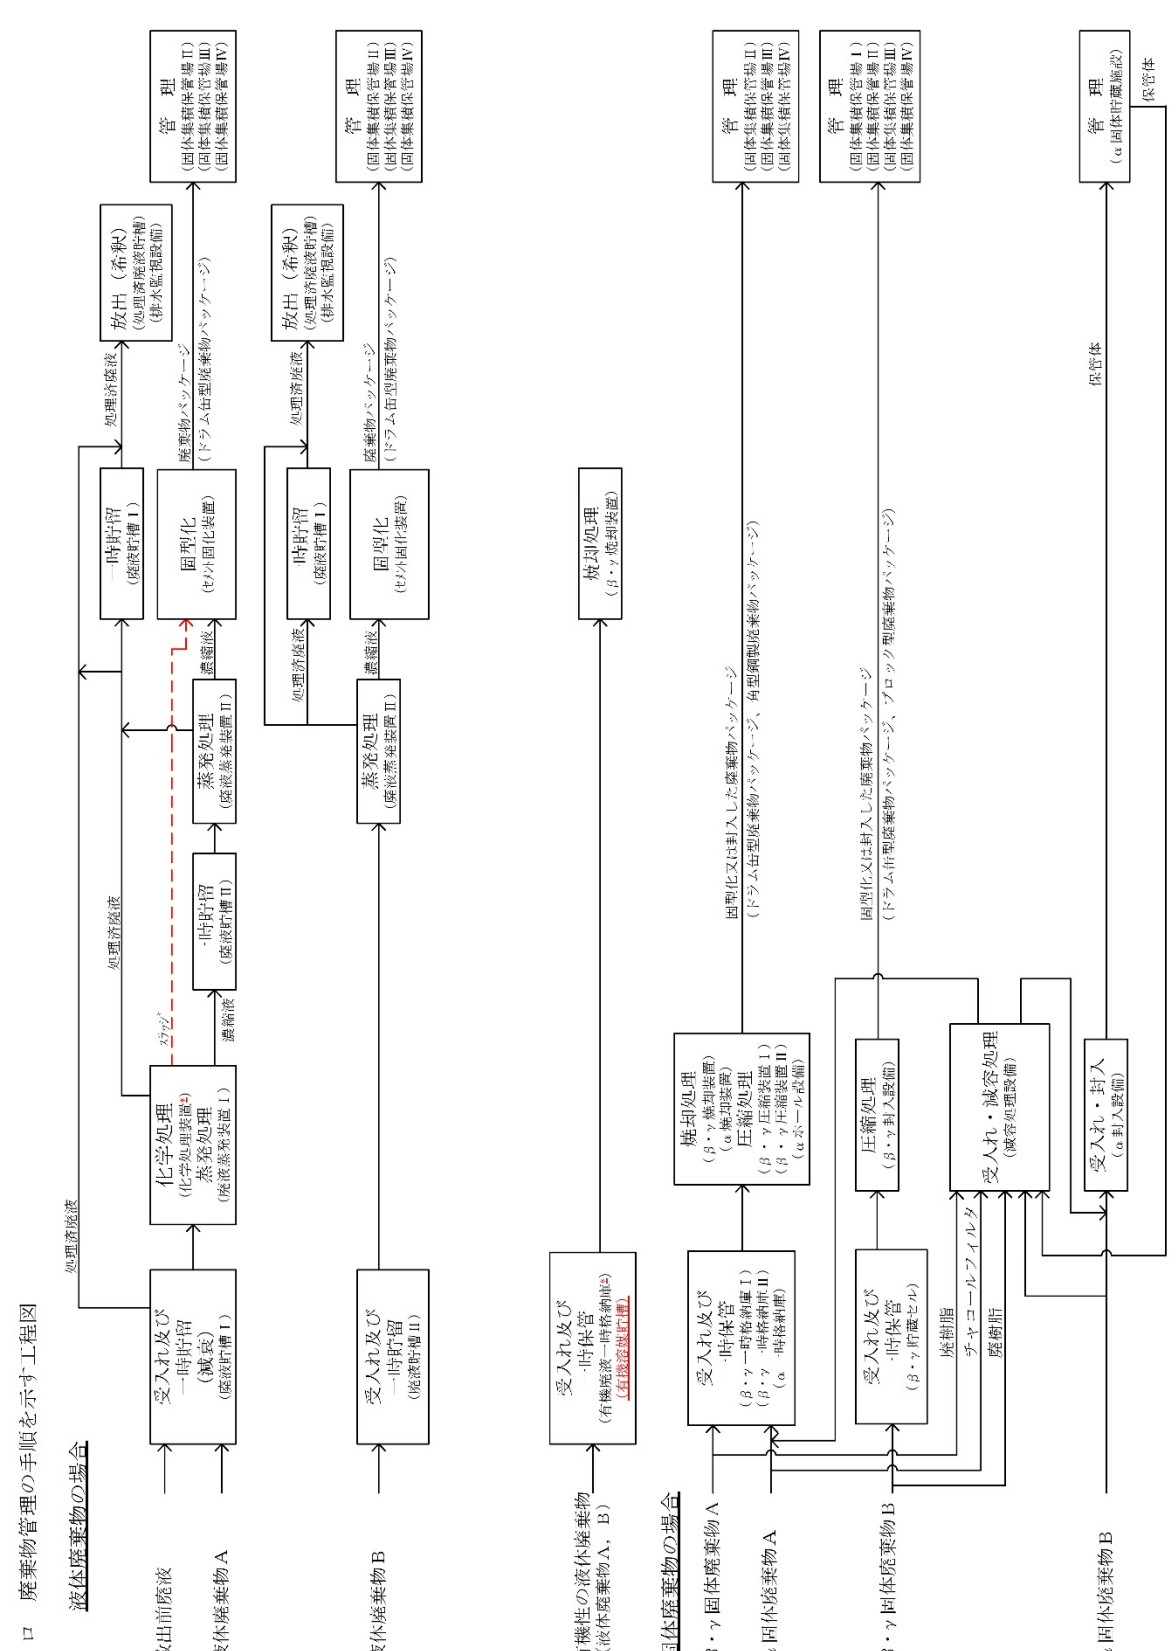 ロ 廃棄物管理の手順を示す工程図
液体廃棄物の場合
放出前廃液
液体廃棄物A
受入れ及び
一時貯留
(減衰)
(廃液貯槽Ⅰ)
処理済廃液
化学処理
(化学処理装置
蒸発処理
(廃液蒸発装置Ⅰ)
処理済廃液
スラッジ
濃縮液
一時貯留
(廃液貯槽Ⅱ)
蒸発処理
(廃液蒸発装置Ⅱ)
濃縮液
一時貯留
(廃液貯槽Ⅰ)
固型化
(セメント固化装置)
処理済廃液
放出(希釈)
(処理済廃液貯槽)
(排水監視設備)
廃棄物パッケージ
(ドラム缶型廃棄物パッケージ)
管 理
(固体集積保管場Ⅱ)
(固体集積保管場Ⅲ)
(固体集積保管場Ⅳ)
液体廃棄物B
受入れ及び
一時貯留
(廃液貯槽Ⅱ)
蒸発処理
(廃液蒸発装置Ⅱ)
処理済廃液
濃縮液
一時貯留
(廃液貯槽Ⅰ)
固型化
(セメント固化装置)
処理済廃液
放出(希釈)
(処理済廃液貯槽)
(排水監視設備)
廃棄物パッケージ
(ドラム缶型廃棄物パッケージ)
管 理
(固体集積保管場Ⅱ)
(固体集積保管場Ⅲ)
(固体集積保管場Ⅳ)
有機性の液体廃棄物
(液体廃棄物A, B)
受入れ及び
一時保管
(有機廃液一時格納庫
(有機溶媒貯槽)
焼却処理
(β・γ焼却装置)
固体廃棄物の場合
β・γ固体廃棄物A
α固体廃棄物A
受入れ及び
一時保管
(β・γ一時格納庫Ⅰ)
(β・γ一時格納庫Ⅱ)
(α一時格納庫)
焼却処理
(β・γ焼却装置)
(α焼却装置)
圧縮処理
(β・γ圧縮装置Ⅰ)
(β・γ圧縮装置Ⅱ)
(αホール設備)
固型化又は封入した廃棄物パッケージ
(ドラム缶型廃棄物パッケージ、角型鋼製廃棄物パッケージ)
管 理
(固体集積保管場Ⅱ)
(固体集積保管場Ⅲ)
(固体集積保管場Ⅳ)
β・γ固体廃棄物B
受入れ及び
一時保管
(β・γ貯蔵セル)
圧縮処理
(β・γ封入設備)
固型化又は封入した廃棄物パッケージ
(ドラム缶型廃棄物パッケージ、ブロック型廃棄物パッケージ)
管 理
(固体集積保管場Ⅰ)
(固体集積保管場Ⅱ)
(固体集積保管場Ⅲ)
(固体集積保管場Ⅳ)
廃樹脂
チャコールフィルタ
廃樹脂
受入れ・減容処理
(減容処理設備)
α固体廃棄物B
受入れ・封入
(α封入設備)
保管体
管 理
(α固体貯蔵施設)
保管体